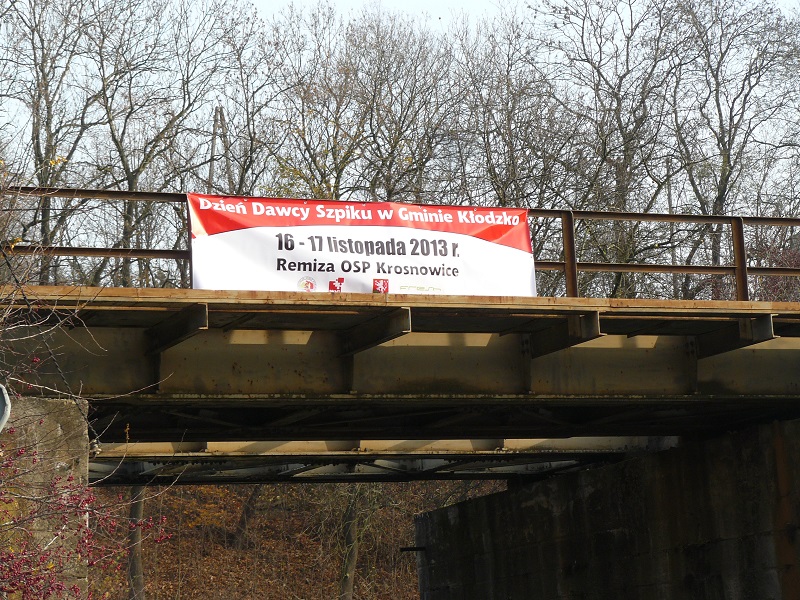 Dzień Dawcy Szpiku w Gminie Kłodzko
16 - 17 listopada 2013 r.
Remiza OSP Krosnowice